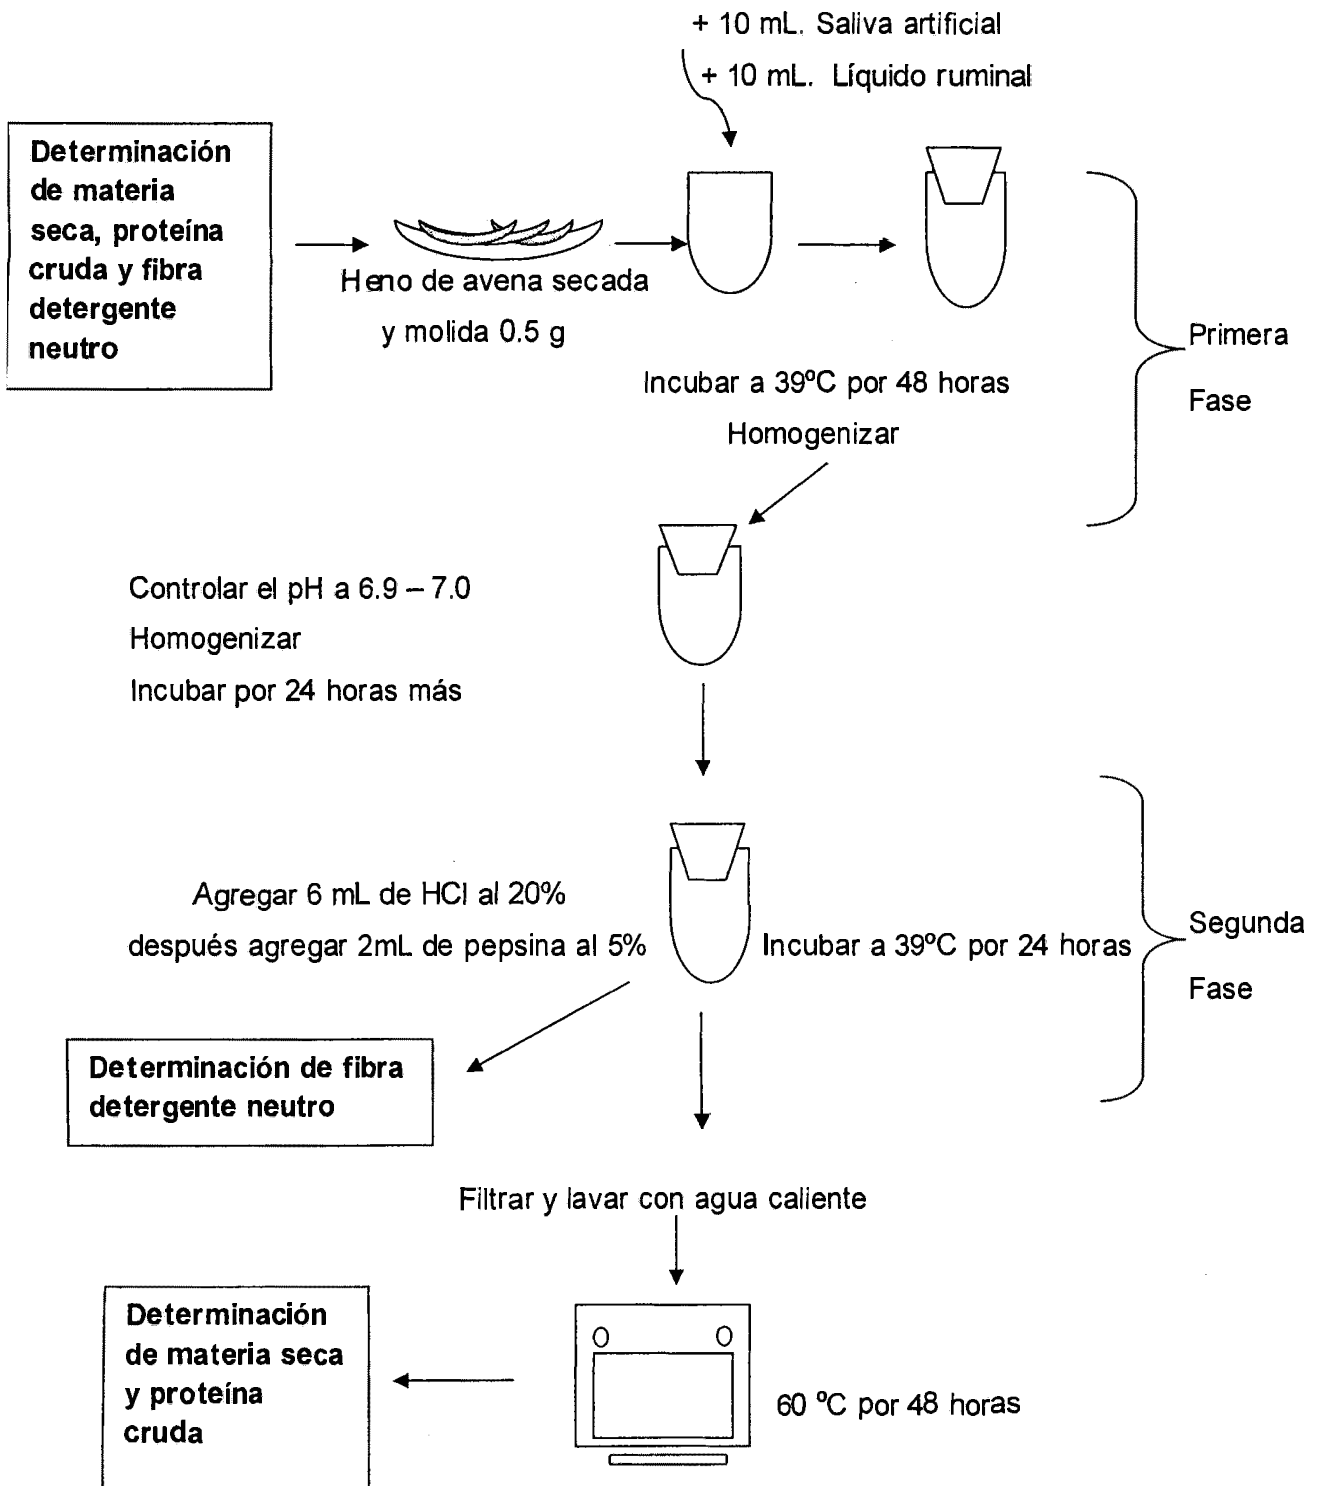 + 10 mL. Saliva artificial
+ 10 mL. Líquido ruminal
Determinación
de materia
seca, proteína
cruda y fibra
detergente
neutro
Heno de avena secada
y molida 0.5 g
Incubar a 39ºC por 48 horas
Homogenizar
Primera
Fase
Controlar el pH a 6.9 – 7.0
Homogenizar
Incubar por 24 horas más
Agregar 6 mL de HCl al 20%
después agregar 2mL de pepsina al 5%
Incubar a 39ºC por 24 horas
Segunda
Fase
Determinación de fibra
detergente neutro
Filtrar y lavar con agua caliente
Determinación
de materia seca
y proteína
cruda
60 ºC por 48 horas